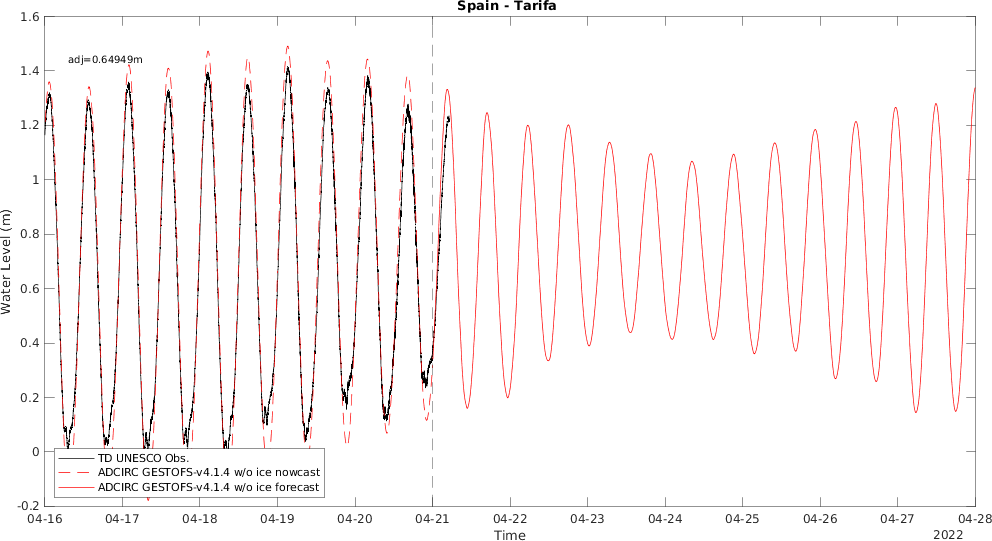 Spain - Tarifa
adj=0.64949m
Water Level (m)
1.6
1.4
1.2
1
0.8
0.6
0.4
0.2
0
-0.2
TD UNESCO Obs.
ADCIRC GESTOFS-v4.1.4 w/o ice nowcast
ADCIRC GESTOFS-v4.1.4 w/o ice forecast
04-16 04-17 04-18 04-19 04-20 04-21 04-22 04-23 04-24 04-25 04-26 04-27 04-28
Time
2022